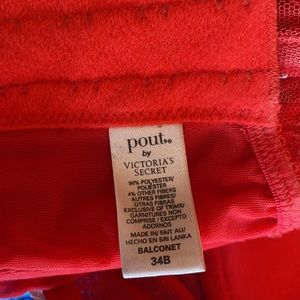 pout.
by
VICTORIA'S
SECRET
96% POLYESTER/
POLIÉSTER
4% OTHER FIBERS
AUTRES FIBRES/
OTRAS FIBRAS
EXCLUSIVE OF TRIMS/
GARNITURES NON
COMPRISE / EXCEPTO
ADORNOS
MADE IN/ FAIT AU/
HECHO EN SRI LANKA
BALCONET
34B